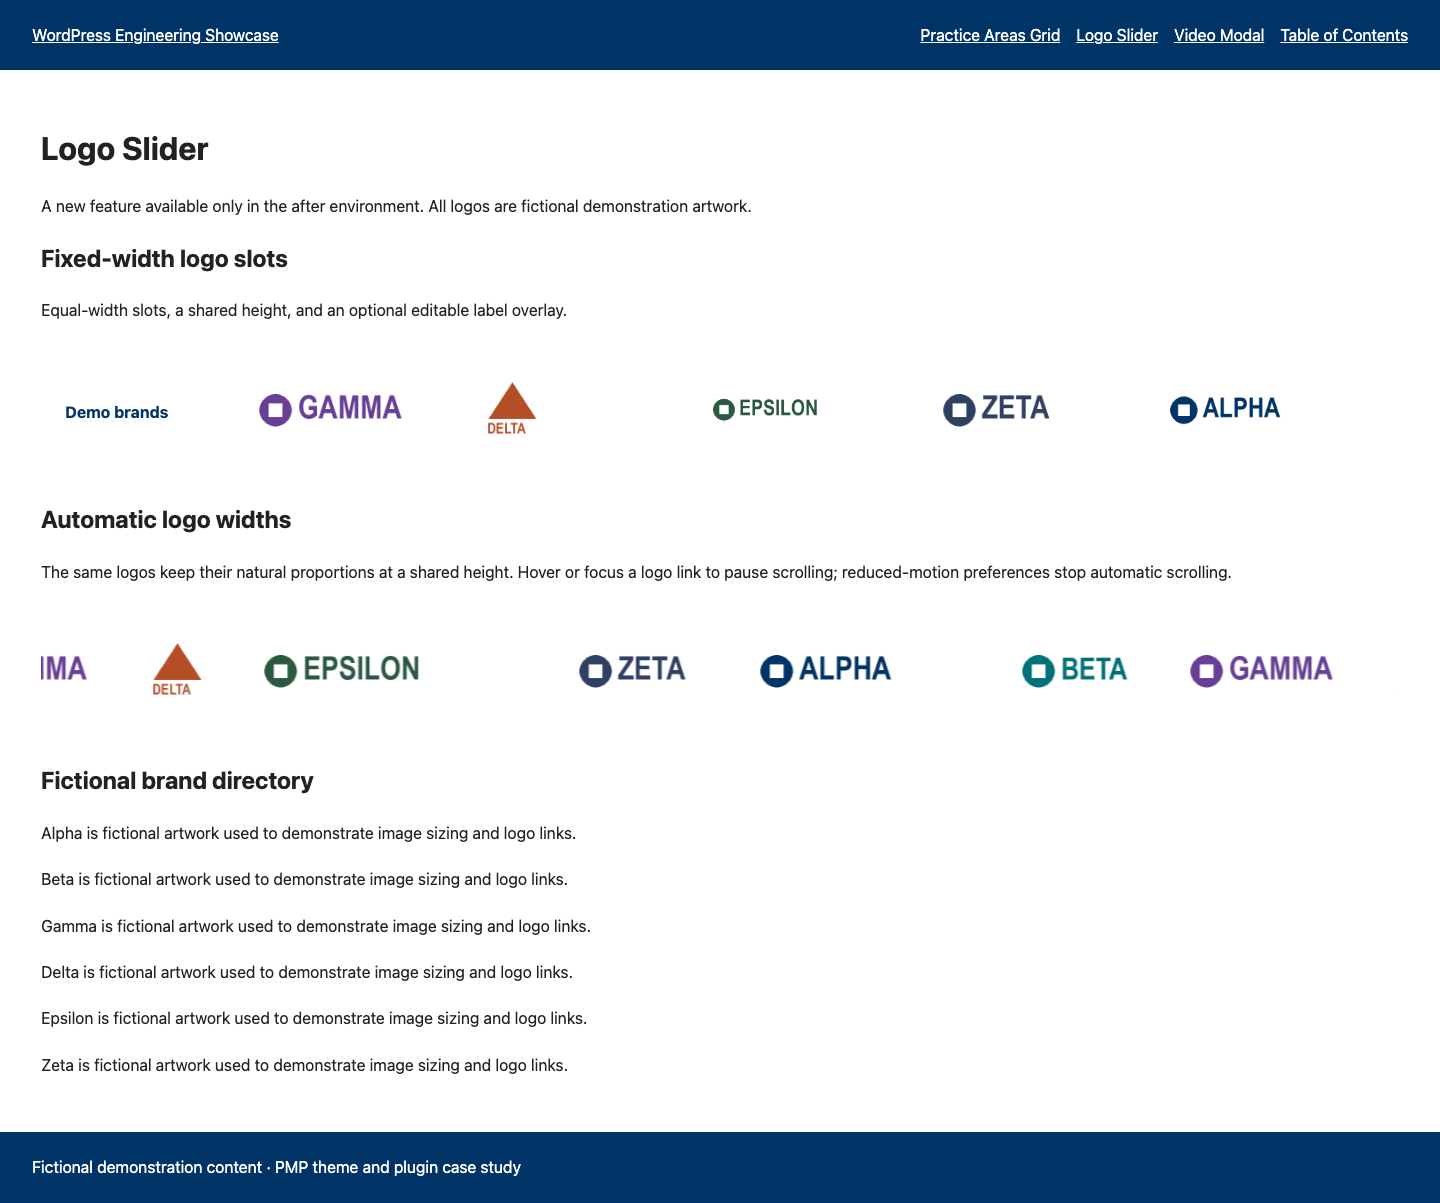 WordPress Engineering Showcase
Practice Areas Grid Logo Slider Video Modal Table of Contents
Logo Slider
A new feature available only in the after environment. All logos are fictional demonstration artwork.
Fixed-width logo slots
Equal-width slots, a shared height, and an optional editable label overlay.
Demo brands GAMMA DELTA EPSILON ZETA ALPHA
Automatic logo widths
The same logos keep their natural proportions at a shared height. Hover or focus a logo link to pause scrolling; reduced-motion preferences stop automatic scrolling.
MA DELTA EPSILON ZETA ALPHA BETA GAMMA
Fictional brand directory
Alpha is fictional artwork used to demonstrate image sizing and logo links.
Beta is fictional artwork used to demonstrate image sizing and logo links.
Gamma is fictional artwork used to demonstrate image sizing and logo links.
Delta is fictional artwork used to demonstrate image sizing and logo links.
Epsilon is fictional artwork used to demonstrate image sizing and logo links.
Zeta is fictional artwork used to demonstrate image sizing and logo links.
Fictional demonstration content · PMP theme and plugin case study